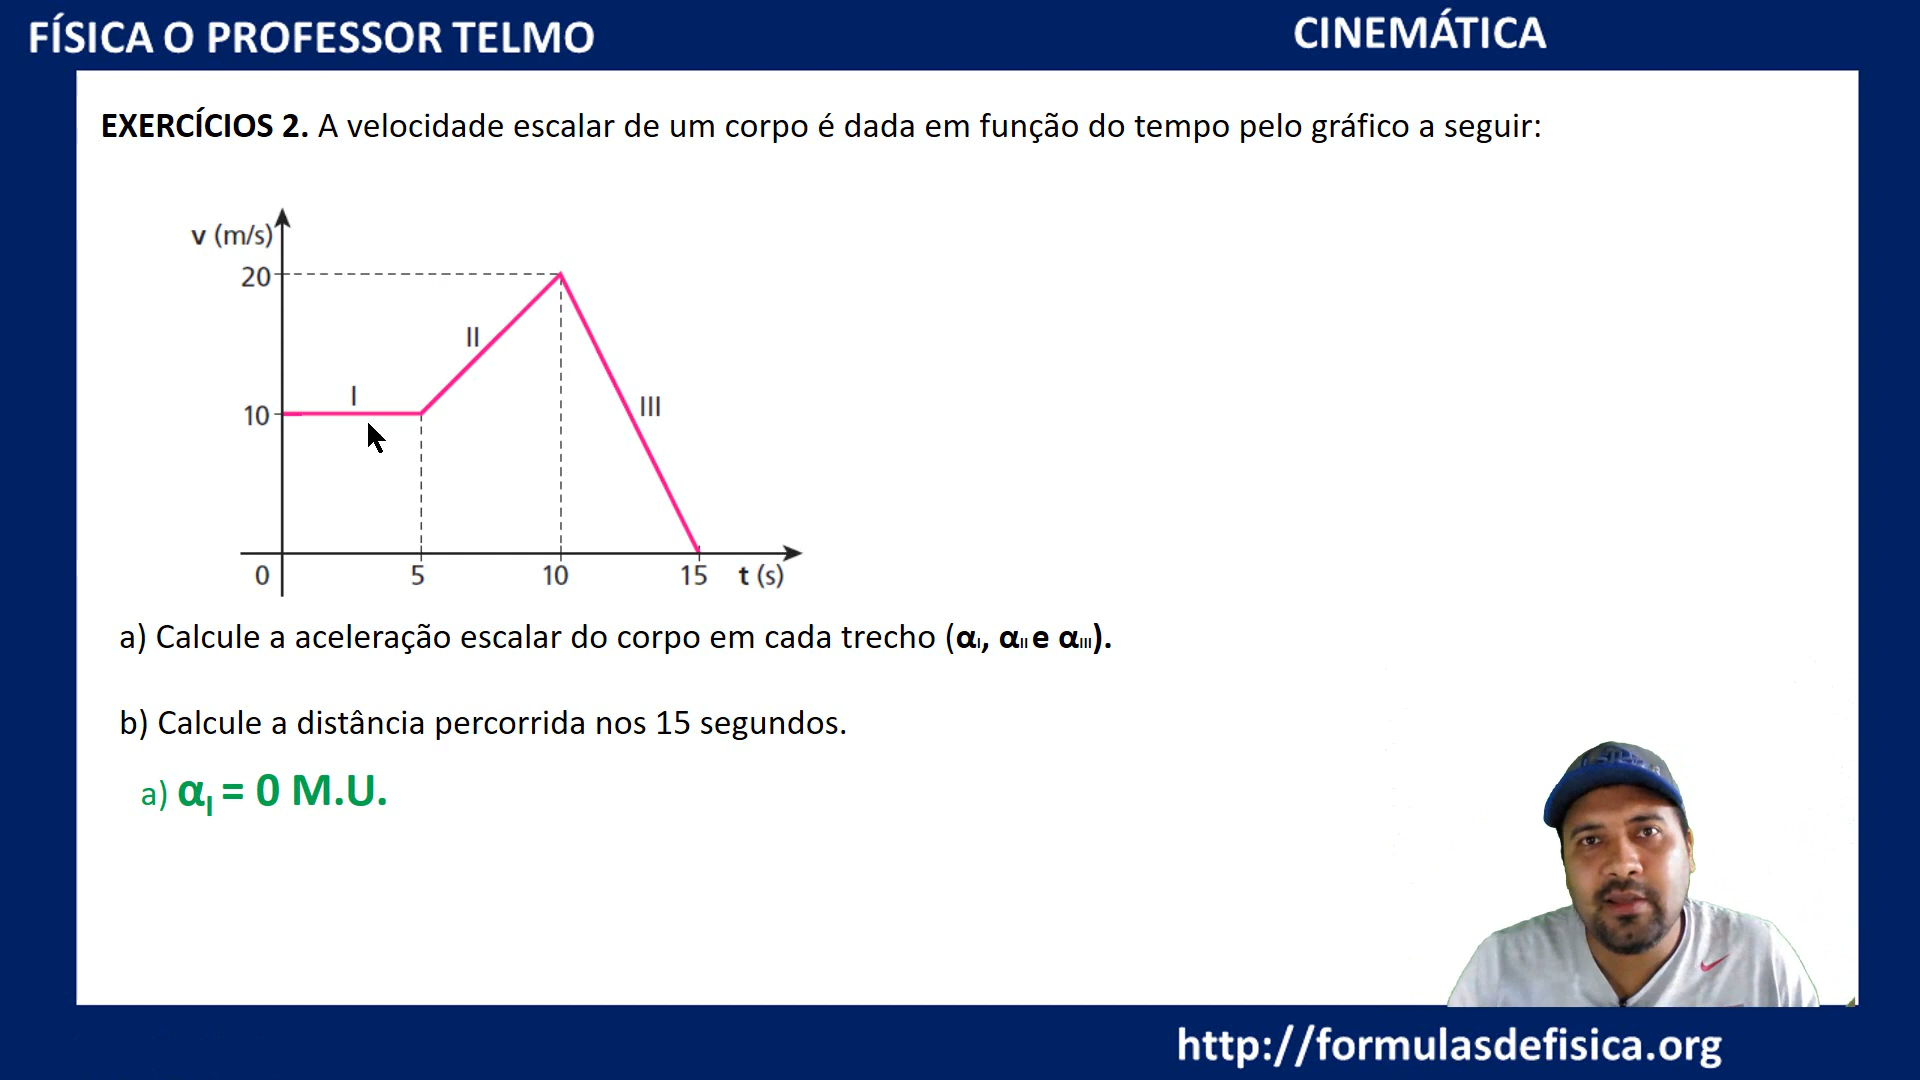 FÍSICA O PROFESSOR TELMO
CINEMÁTICA
EXERCÍCIOS 2. A velocidade escalar de um corpo é dada em função do tempo pelo gráfico a seguir:
v (m/s)
20
II
I
III
10
0 5 10 15 t (s)
a) Calcule a aceleração escalar do corpo em cada trecho (αI, αII e αIII).
b) Calcule a distância percorrida nos 15 segundos.
a) αI = 0 M.U.
http://formulasdefisica.org